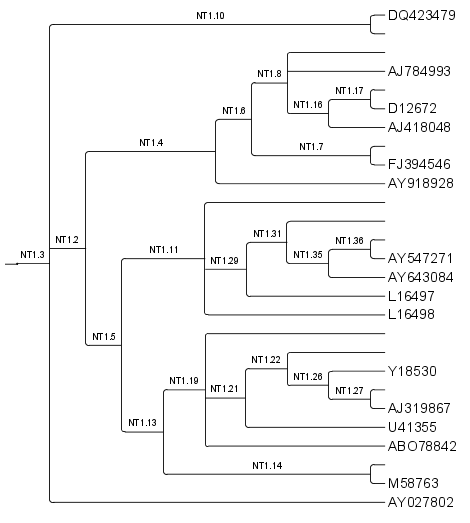 DQ423479
NT1.10
NT1.8
AJ784993
NT1.17
NT1.16
D12672
NT1.6
AJ418048
NT1.4
NT1.7
FJ394546
AY918928
NT1.31
NT1.2
NT1.36
NT1.3
NT1.11
NT1.29
NT1.35
AY547271
AY643084
L16497
L16498
NT1.5
NT1.22
Y18530
NT1.19
NT1.26
NT1.21
NT1.27
AJ319867
NT1.13
U41355
ABO78842
NT1.14
M58763
AY027802